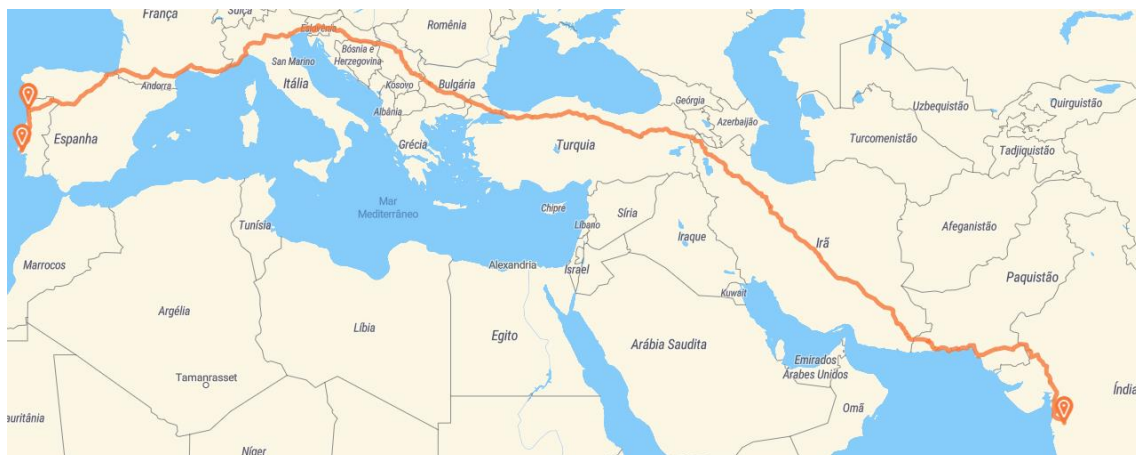 França
Suíça
Romênia
Eslovênia
Bósnia e
Herzegovina
San Marino
Itália
Andorra
Kosovo
Bulgária
Albânia
Geórgia
Azerbaijão
Uzbequistão
Quirguistão
Turcomenistão
Tadjiquistão
Espanha
Grécia
Turquia
Mar
Mediterrâneo
Chipre
Síria
Líbano
Tunísia
Afeganistão
Iraque
Irã
Marrocos
Alexandria
Israel
Paquistão
Kuwait
Argélia
Líbia
Egito
Arábia Saudita
Emirados
Árabes Unidos
Tamanrasset
Omã
Índia
auritânia
Níger